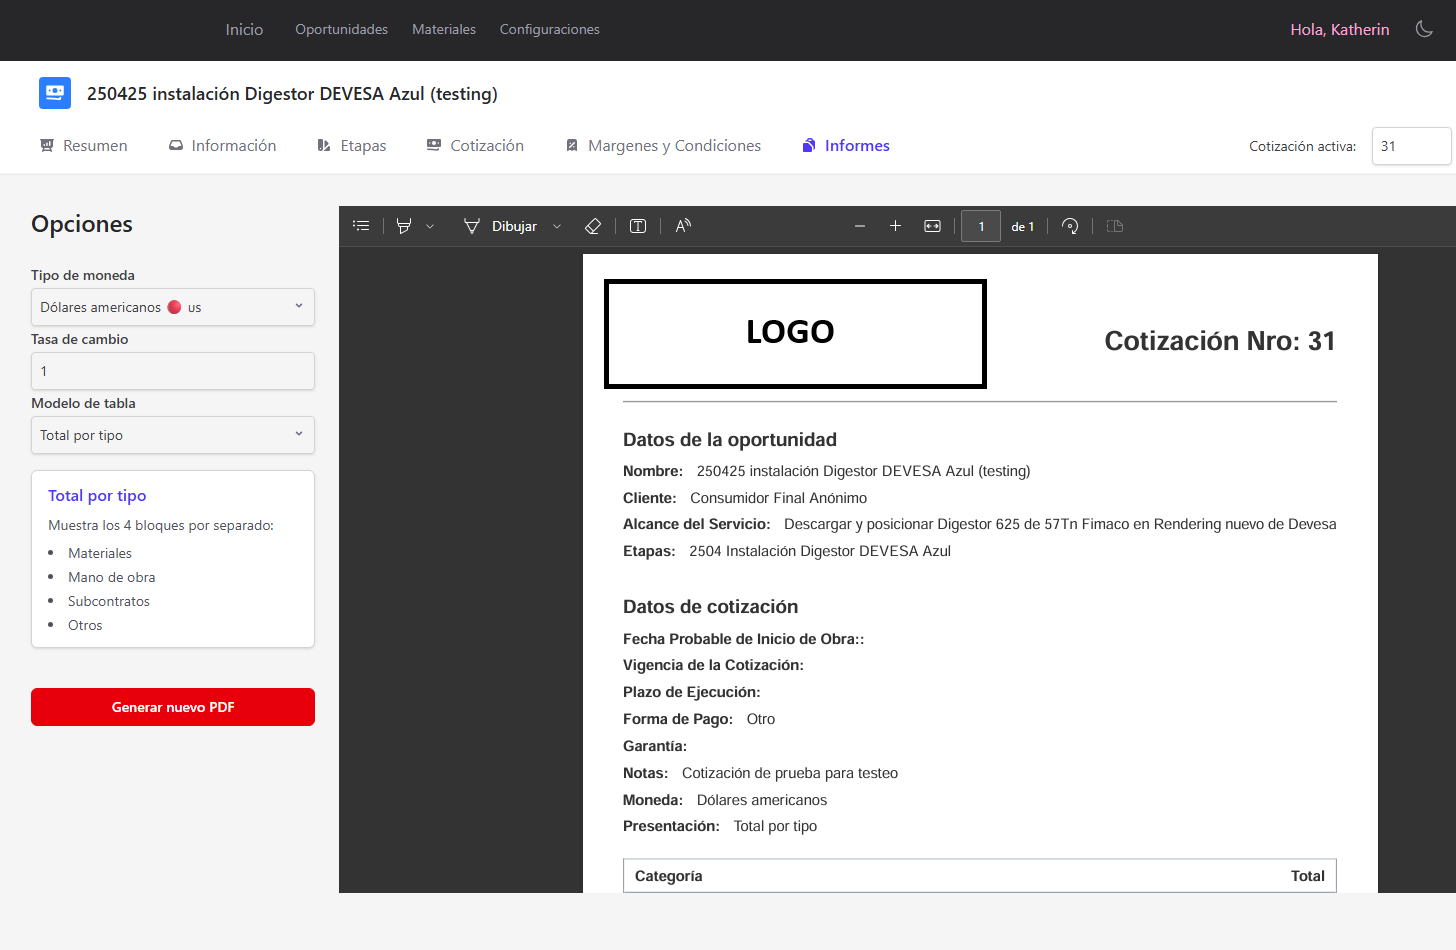 Inicio Oportunidades Materiales Configuraciones Hola, Katherin
250425 instalación Digestor DEVESA Azul (testing)
Resumen Información Etapas Cotización Margenes y Condiciones Informes Cotización activa: 31
Opciones
Tipo de moneda
Dólares americanos 🔴 us
Tasa de cambio
1
Modelo de tabla
Total por tipo
Total por tipo
Muestra los 4 bloques por separado:
• Materiales
• Mano de obra
• Subcontratos
• Otros
Generar nuevo PDF
Dibujar 1 de 1
LOGO
Cotización Nro: 31
Datos de la oportunidad
Nombre: 250425 instalación Digestor DEVESA Azul (testing)
Cliente: Consumidor Final Anónimo
Alcance del Servicio: Descargar y posicionar Digestor 625 de 57Tn Fimaco en Rendering nuevo de Devesa
Etapas: 2504 Instalación Digestor DEVESA Azul
Datos de cotización
Fecha Probable de Inicio de Obra::
Vigencia de la Cotización:
Plazo de Ejecución:
Forma de Pago: Otro
Garantía:
Notas: Cotización de prueba para testeo
Moneda: Dólares americanos
Presentación: Total por tipo
Categoría Total